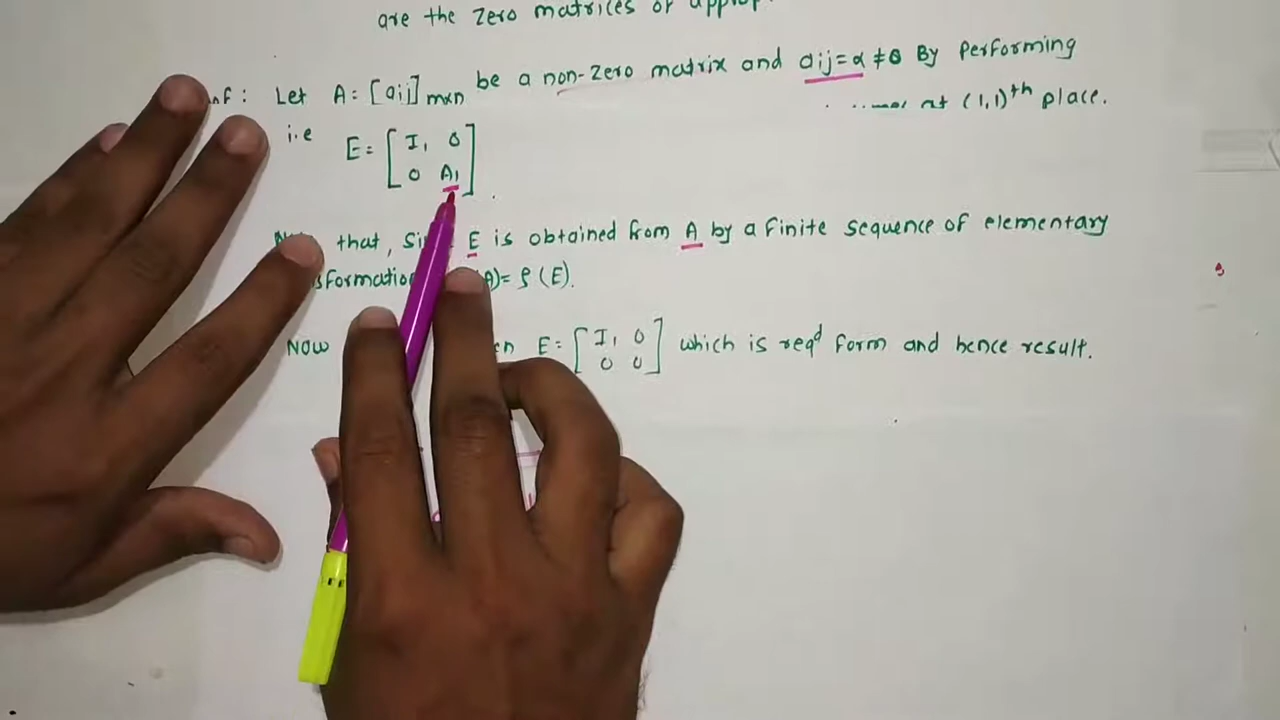 are the zero matrices of
Let A = [aij]m×n be a non-zero matrix and aij = α ≠ 0 By performing
at (1,1)th place.
i.e E = [I1 0
0 A1].
that, E is obtained from A by a finite sequence of elementary
A) = ρ(E).
Now E = [I1 0 which is reqd form and hence result.
0 0]